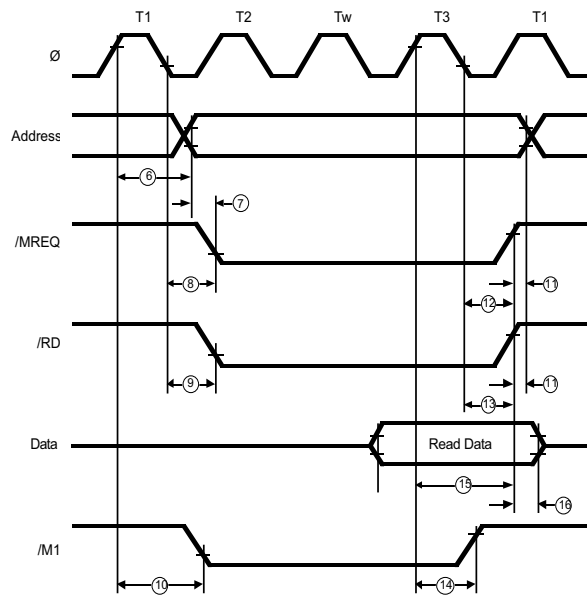 T1 T2 Tw T3 T1
Ø
Address
6
7
/MREQ
8
11
12
/RD
9
11
13
Data
Read Data
15
16
/M1
10
14